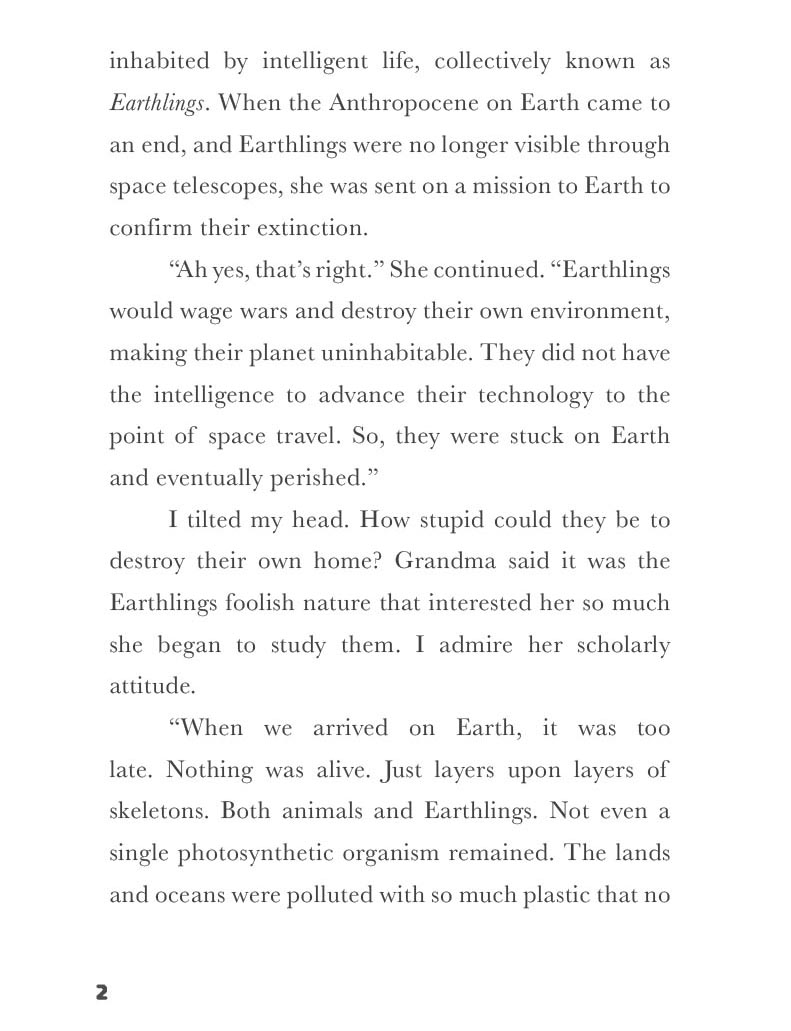 inhabited by intelligent life, collectively known as
Earthlings. When the Anthropocene on Earth came to
an end, and Earthlings were no longer visible through
space telescopes, she was sent on a mission to Earth to
confirm their extinction.
“Ah yes, that’s right.” She continued. “Earthlings
would wage wars and destroy their own environment,
making their planet uninhabitable. They did not have
the intelligence to advance their technology to the
point of space travel. So, they were stuck on Earth
and eventually perished.”
I tilted my head. How stupid could they be to
destroy their own home? Grandma said it was the
Earthlings foolish nature that interested her so much
she began to study them. I admire her scholarly
attitude.
“When we arrived on Earth, it was too
late. Nothing was alive. Just layers upon layers of
skeletons. Both animals and Earthlings. Not even a
single photosynthetic organism remained. The lands
and oceans were polluted with so much plastic that no
2